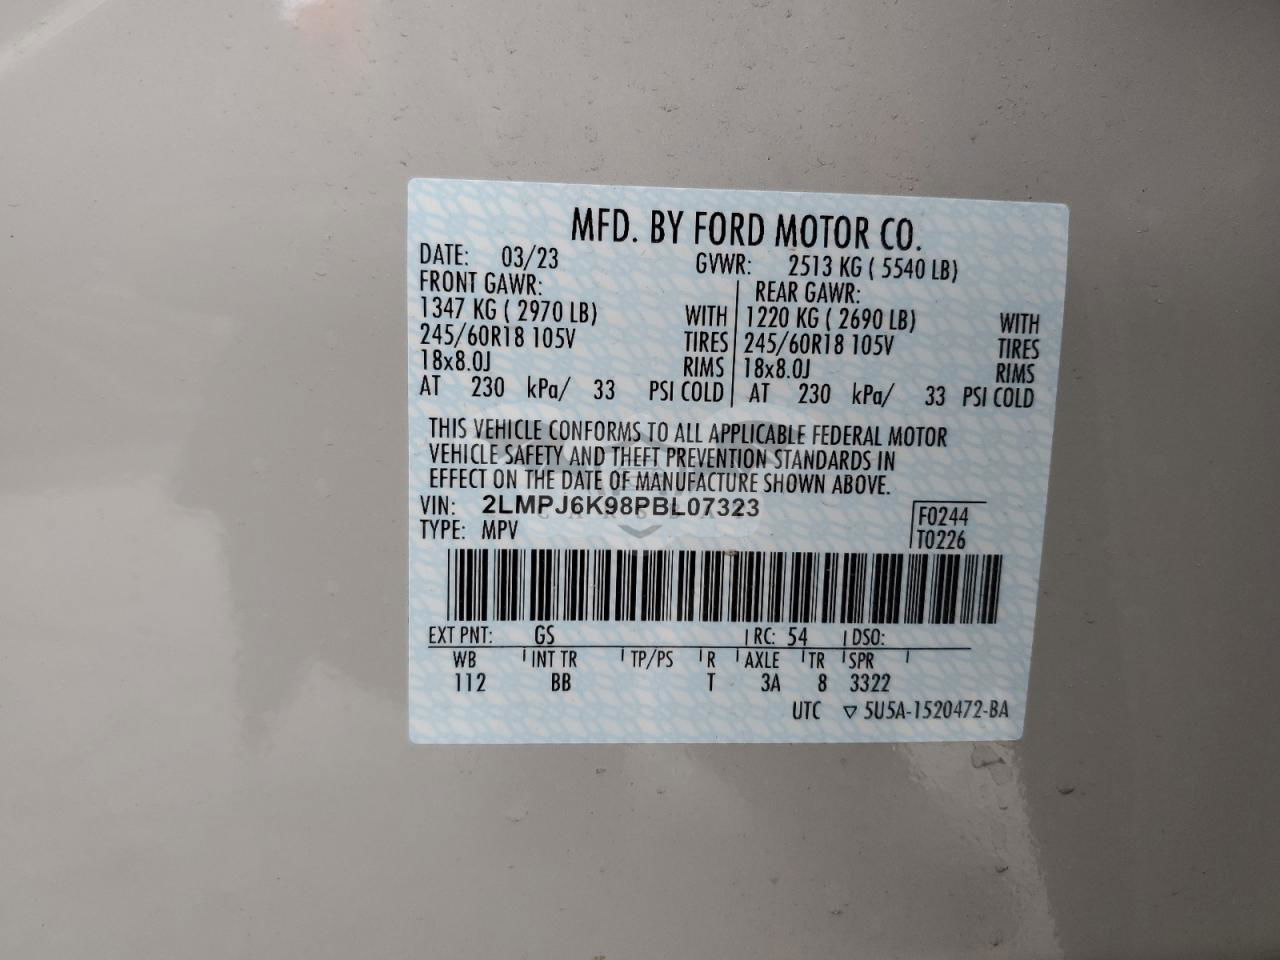 MFD. BY FORD MOTOR CO.
DATE: 03/23 GVWR: 2513 KG ( 5540 LB)
FRONT GAWR: REAR GAWR:
1347 KG ( 2970 LB) WITH 1220 KG ( 2690 LB) WITH
245/60R18 105V TIRES 245/60R18 105V TIRES
18x8.0J RIMS 18x8.0J RIMS
AT 230 kPa/ 33 PSI COLD AT 230 kPa/ 33 PSI COLD
THIS VEHICLE CONFORMS TO ALL APPLICABLE FEDERAL MOTOR
VEHICLE SAFETY AND THEFT PREVENTION STANDARDS IN
EFFECT ON THE DATE OF MANUFACTURE SHOWN ABOVE.
VIN: 2LMPJ6K98PBL07323 F0244
TYPE: MPV T0226
EXT PNT: GS RC: 54 DSO:
WB INT TR TP/PS R AXLE TR SPR
112 BB T 3A 8 3322
UTC ▽ 5U5A-1520472-BA